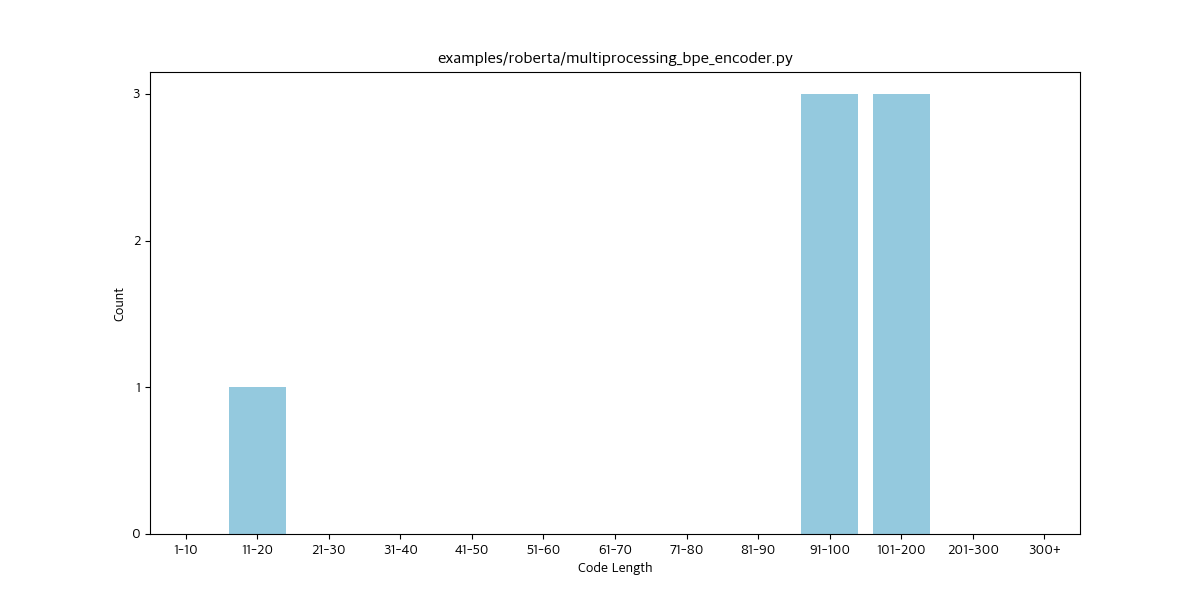 examples/roberta/multiprocessing_bpe_encoder.py
3
2
1
0
Count
1-10 11-20 21-30 31-40 41-50 51-60 61-70 71-80 81-90 91-100 101-200 201-300 300+
Code Length